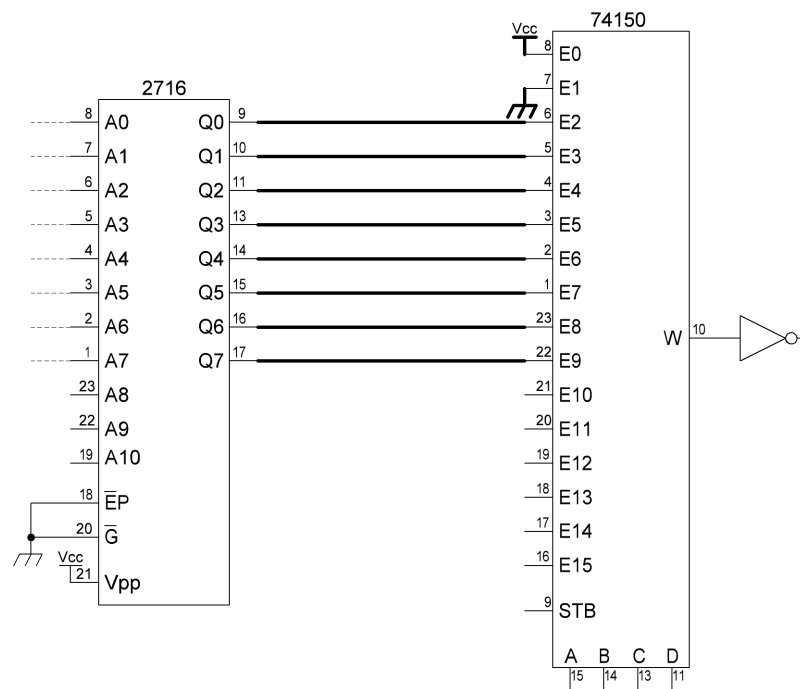 74150
Vcc
8 E0
7 E1
2716
8 A0 Q0 9 6 E2
7 A1 Q1 10 5 E3
6 A2 Q2 11 4 E4
5 A3 Q3 13 3 E5
4 A4 Q4 14 2 E6
3 A5 Q5 15 1 E7
2 A6 Q6 16 23 E8
W 10
1 A7 Q7 17 22 E9
23 A8 21 E10
22 A9 20 E11
19 A10 19 E12
18 E̅P 18 E13
20 G̅ 17 E14
Vcc
21 Vpp 16 E15
9 STB
A B C D
15 14 13 11